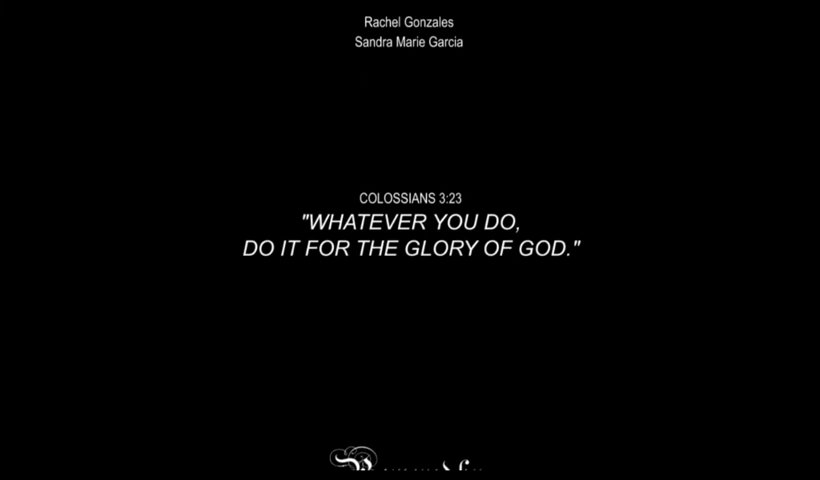 Rachel Gonzales
Sandra Marie Garcia
COLOSSIANS 3:23
"WHATEVER YOU DO,
DO IT FOR THE GLORY OF GOD."